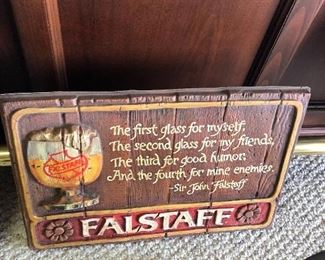 The first glass for myself;
The second glass for my friends,
The third for good humor;
And the fourth for mine enemies.
-Sir John Falstaff
Falstaff
FALSTAFF